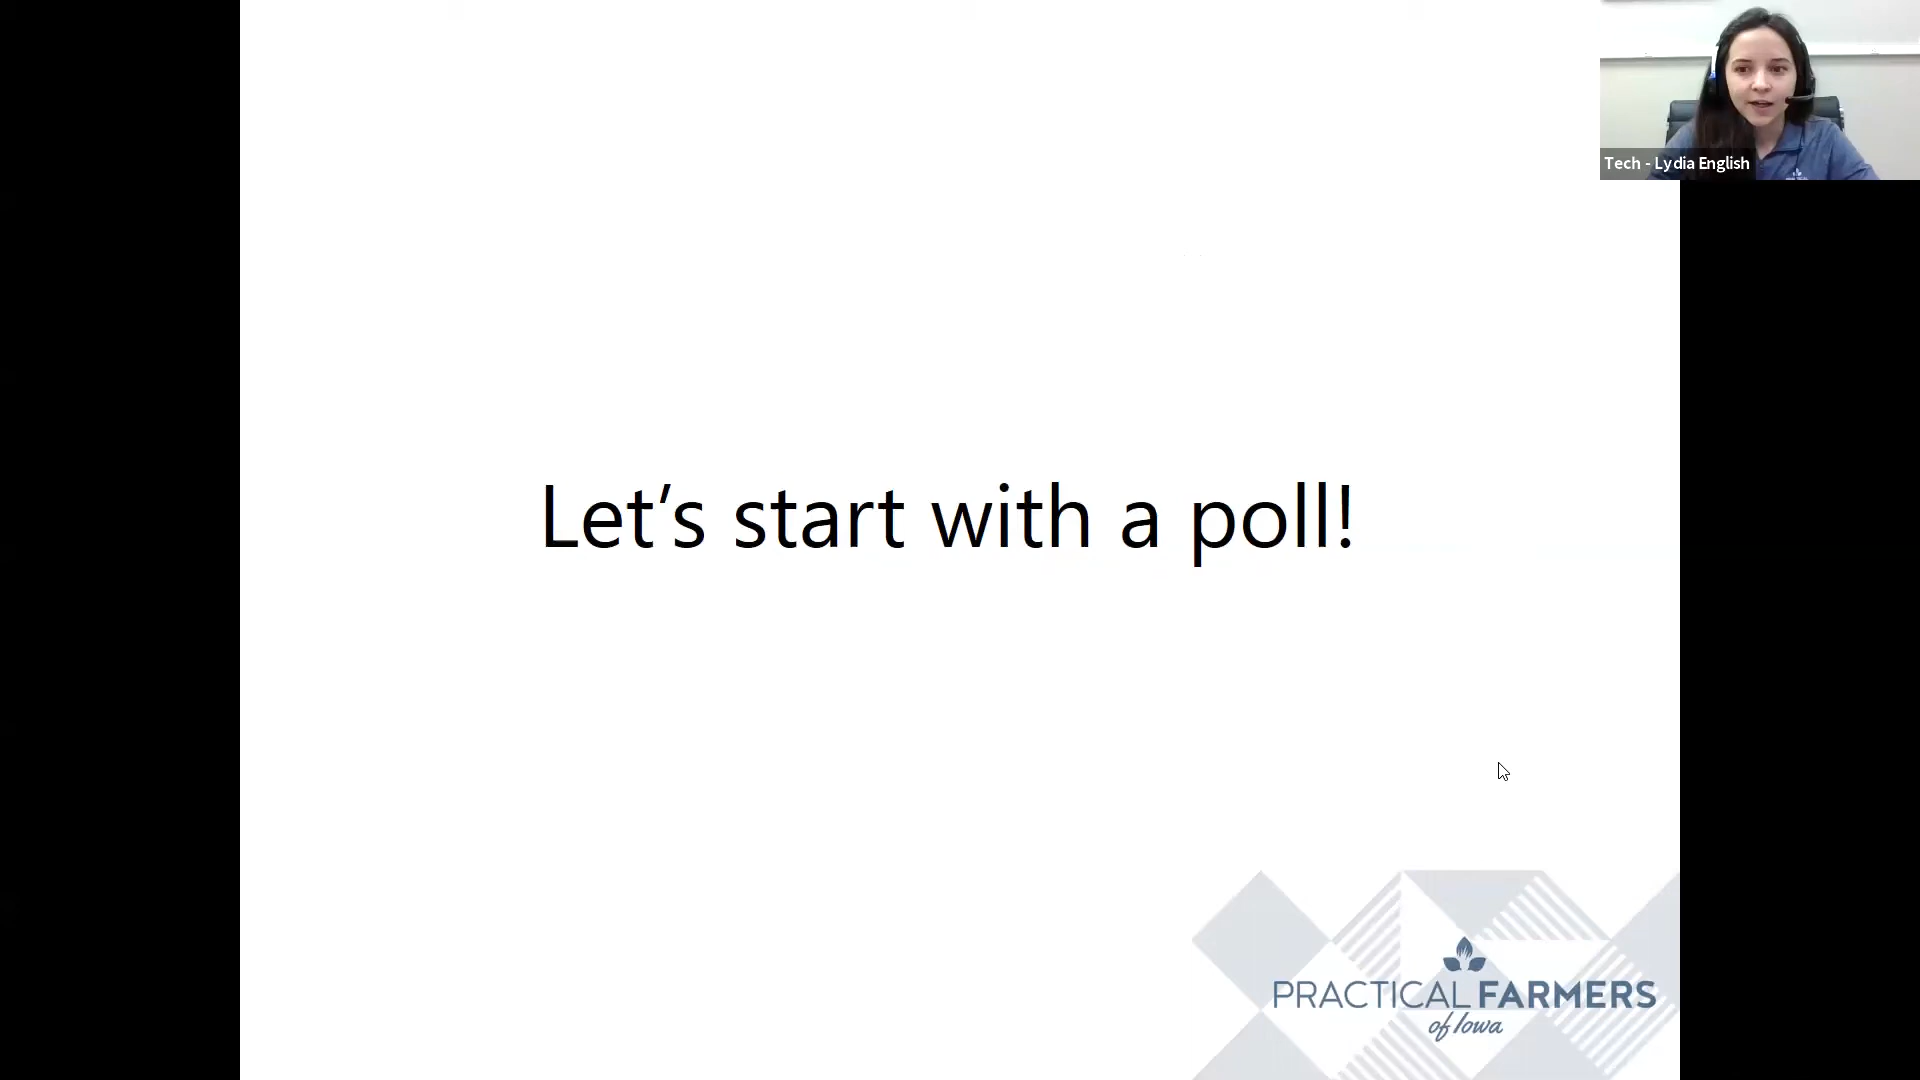 Tech - Lydia English
Let’s start with a poll!
PRACTICAL FARMERS
of Iowa